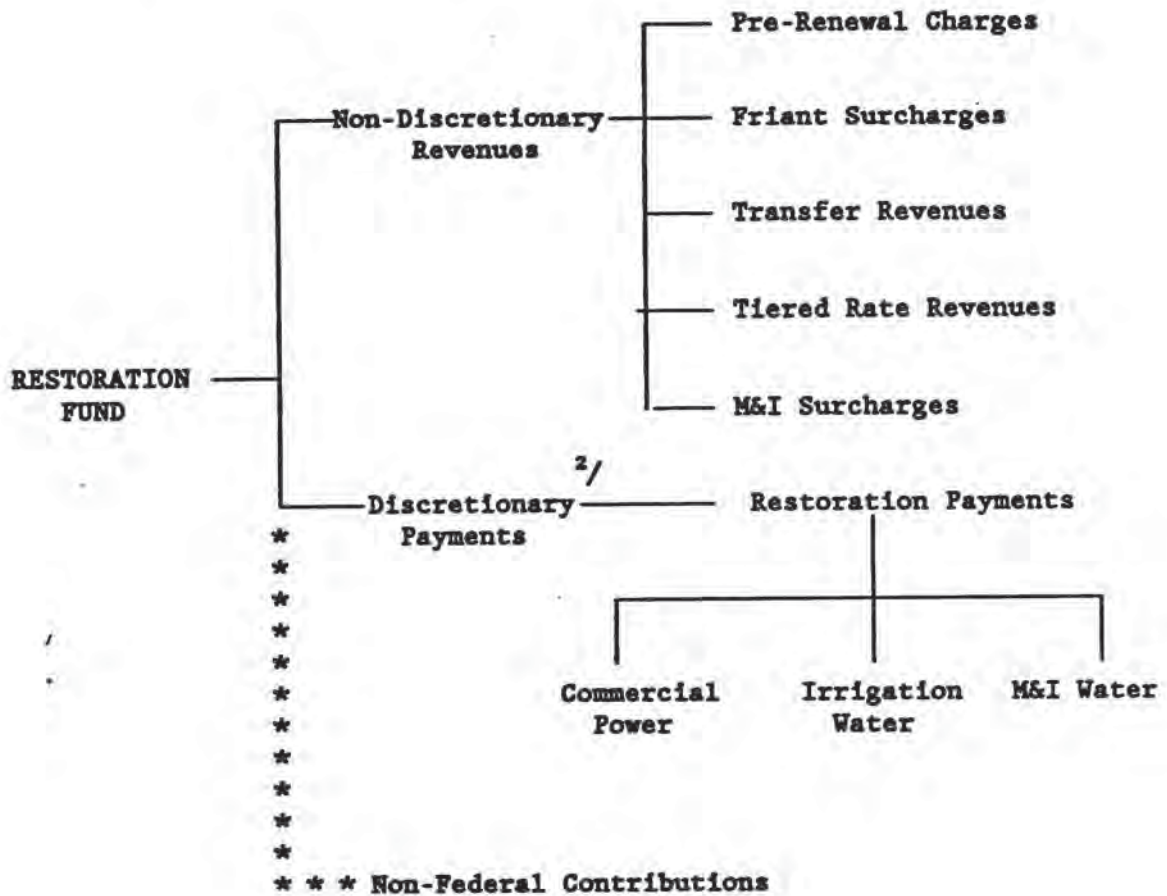 Pre-Renewal Charges
Non-Discretionary
Revenues
Friant Surcharges
Transfer Revenues
Tiered Rate Revenues
RESTORATION
FUND
M&I Surcharges
Discretionary 2/
Payments
Restoration Payments
*
*
*
*
*
*
*
*
*
*
*
Commercial
Power
Irrigation
Water
M&I Water
* * * Non-Federal Contributions